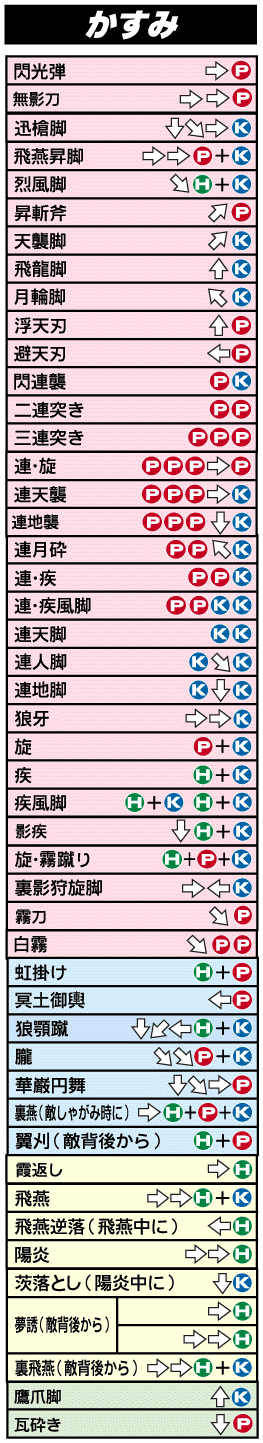 かすみ
閃光弾 ⇨P
無影刀 ⇨⇨P
迅槍脚 ⇩⬂⇨K
飛燕昇脚 ⇨⇨P+K
烈風脚 ⬂H+K
昇斬斧 ⬀P
天襲脚 ⬀K
飛龍脚 ⇧K
月輪脚 ⬁K
浮天刃 ⇧P
避天刃 ⇦P
閃連襲 PK
二連突き PP
三連突き PPP
連・旋 PPP⇨P
連天襲 PPP⇨K
連地襲 PPP⇩K
連月砕 PP⬁K
連・疾 PPK
連・疾風脚 PPKK
連天脚 KK
連人脚 K⬂K
連地脚 K⇩K
狼牙 ⇨⇨K
旋 P+K
疾 H+K
疾風脚 H+K H+K
影疾 ⇩H+K
旋・霧蹴り H+P+K
裏影狩旋脚 ⇨⇦K
霧刀 ⬂P
白霧 ⬂PP
虹掛け H+P
冥土御輿 ⇦P
狼顎蹴 ⇩⬃⇦H+K
朧 ⬂⬂P+K
華厳円舞 ⇩⬂⇨P
裏燕(敵しゃがみ時に) ⇨H+P+K
翼刈(敵背後から) H+P
霞返し ⇨H
飛燕 ⇨⇨H+K
飛燕逆落(飛燕中に) ⇦H
陽炎 ⇨⇨H
茨落とし(陽炎中に) ⇩K
夢誘(敵背後から) ⇨H
⇨⇨H
裏飛燕(敵背後から) ⇨⇨H+K
鷹爪脚 ⇧K
瓦砕き ⇩P